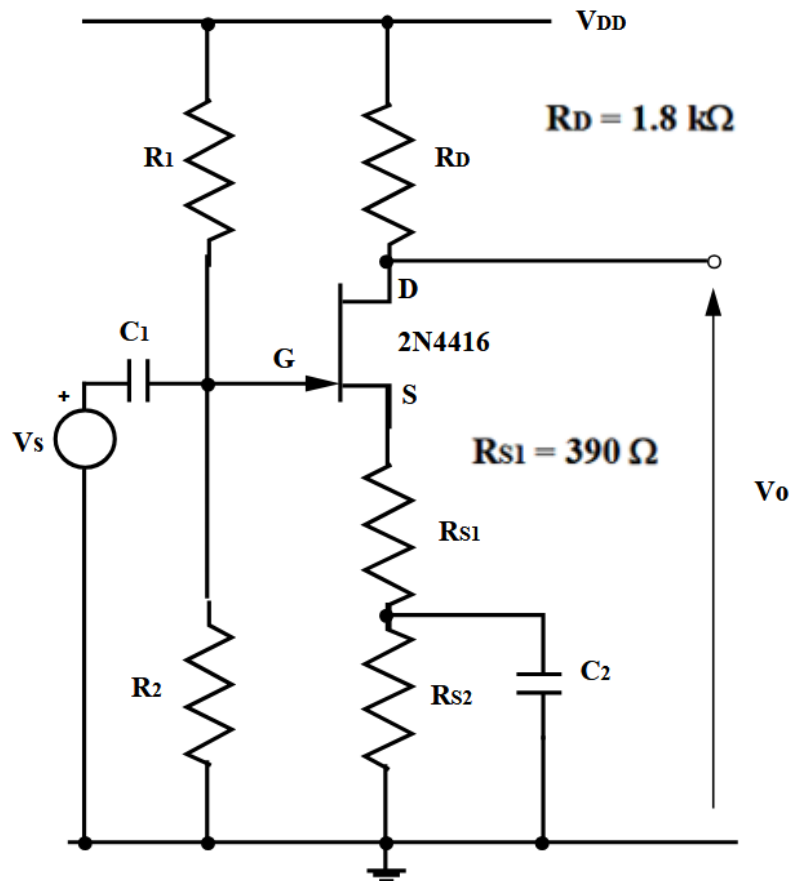 VDD
RD = 1.8 kΩ
R1
RD
D
C1
2N4416
G
+
S
Vs
RS1 = 390 Ω
Vo
RS1
R2
RS2
C2